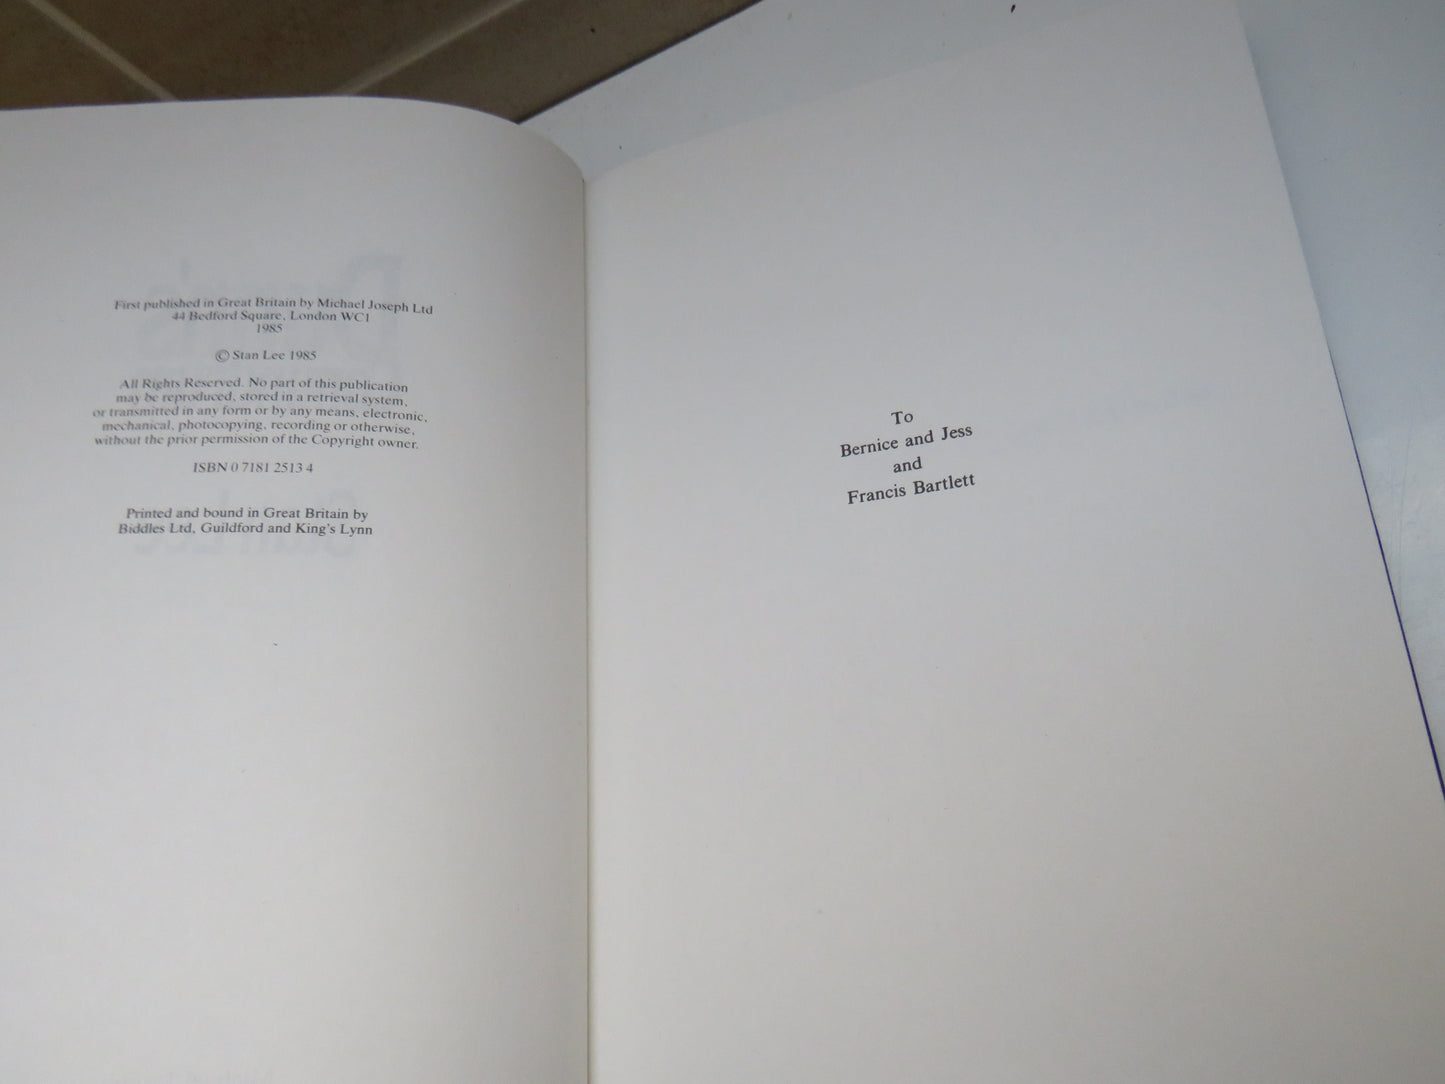 First published in Great Britain by Michael Joseph Ltd
44 Bedford Square, London WC1
1985
© Stan Lee 1985
All Rights Reserved. No part of this publication
may be reproduced, stored in a retrieval system,
or transmitted in any form or by any means, electronic,
mechanical, photocopying, recording or otherwise,
without the prior permission of the Copyright owner.
ISBN 0 7181 2513 4
Printed and bound in Great Britain by
Biddles Ltd, Guildford and King's Lynn
To
Bernice and Jess
and
Francis Bartlett